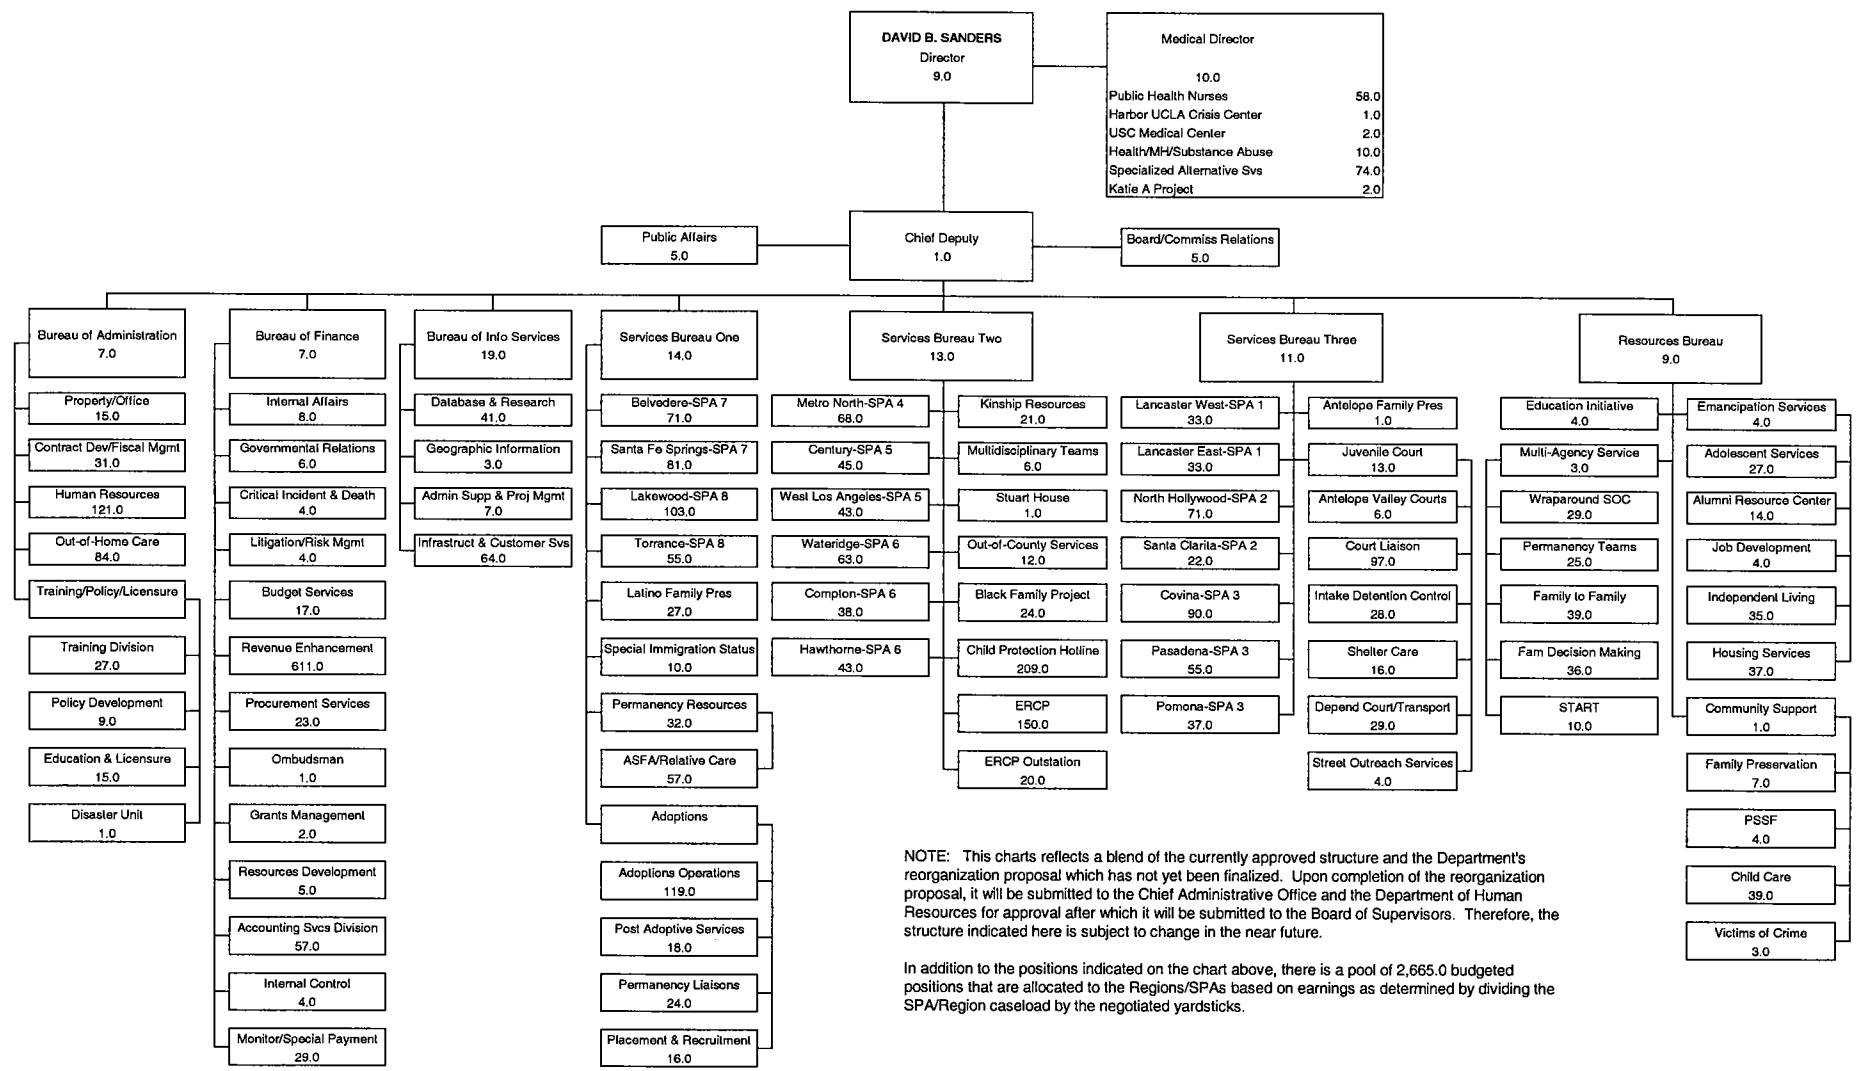 DAVID B. SANDERS
Director
9.0
Medical Director
10.0
Public Health Nurses 58.0
Harbor UCLA Crisis Center 1.0
USC Medical Center 2.0
Health/MH/Substance Abuse 10.0
Specialized Alternative Svs 74.0
Katie A Project 2.0
Public Affairs
5.0
Chief Deputy
1.0
Board/Commiss Relations
5.0
Bureau of Administration
7.0
Property/Office
15.0
Contract Dev/Fiscal Mgmt
31.0
Human Resources
121.0
Out-of-Home Care
84.0
Training/Policy/Licensure
Training Division
27.0
Policy Development
9.0
Education & Licensure
15.0
Disaster Unit
1.0
Bureau of Finance
7.0
Internal Affairs
8.0
Governmental Relations
6.0
Critical Incident & Death
4.0
Litigation/Risk Mgmt
4.0
Budget Services
17.0
Revenue Enhancement
611.0
Procurement Services
23.0
Ombudsman
1.0
Grants Management
2.0
Resources Development
5.0
Accounting Svcs Division
57.0
Internal Control
4.0
Monitor/Special Payment
29.0
Bureau of Info Services
19.0
Database & Research
41.0
Geographic Information
3.0
Admin Supp & Proj Mgmt
7.0
Infrastruct & Customer Svs
64.0
Services Bureau One
14.0
Belvedere-SPA 7
71.0
Santa Fe Springs-SPA 7
81.0
Lakewood-SPA 8
103.0
Torrance-SPA 8
55.0
Latino Family Pres
27.0
Special Immigration Status
10.0
Permanency Resources
32.0
ASFA/Relative Care
57.0
Adoptions
Adoptions Operations
119.0
Post Adoptive Services
18.0
Permanency Liaisons
24.0
Placement & Recruitment
16.0
Services Bureau Two
13.0
Metro North-SPA 4
68.0
Century-SPA 5
45.0
West Los Angeles-SPA 5
43.0
Wateridge-SPA 6
63.0
Compton-SPA 6
38.0
Hawthorne-SPA 6
43.0
Kinship Resources
21.0
Multidisciplinary Teams
6.0
Stuart House
1.0
Out-of-County Services
12.0
Black Family Project
24.0
Child Protection Hotline
209.0
ERCP
150.0
ERCP Outstation
20.0
Services Bureau Three
11.0
Lancaster West-SPA 1
33.0
Lancaster East-SPA 1
33.0
North Hollywood-SPA 2
71.0
Santa Clarita-SPA 2
22.0
Covina-SPA 3
90.0
Pasadena-SPA 3
55.0
Pomona-SPA 3
37.0
Antelope Family Pres
1.0
Juvenile Court
13.0
Antelope Valley Courts
6.0
Court Liaison
97.0
Intake Detention Control
28.0
Shelter Care
16.0
Depend Court/Transport
29.0
Street Outreach Services
4.0
Resources Bureau
9.0
Education Initiative
4.0
Multi-Agency Service
3.0
Wraparound SOC
29.0
Permanency Teams
25.0
Family to Family
39.0
Fam Decision Making
36.0
START
10.0
Emancipation Services
4.0
Adolescent Services
27.0
Alumni Resource Center
14.0
Job Development
4.0
Independent Living
35.0
Housing Services
37.0
Community Support
1.0
Family Preservation
7.0
PSSF
4.0
Child Care
39.0
Victims of Crime
3.0
NOTE: This charts reflects a blend of the currently approved structure and the Department's
reorganization proposal which has not yet been finalized. Upon completion of the reorganization
proposal, it will be submitted to the Chief Administrative Office and the Department of Human
Resources for approval after which it will be submitted to the Board of Supervisors. Therefore, the
structure indicated here is subject to change in the near future.
In addition to the positions indicated on the chart above, there is a pool of 2,665.0 budgeted
positions that are allocated to the Regions/SPAs based on earnings as determined by dividing the
SPA/Region caseload by the negotiated yardsticks.